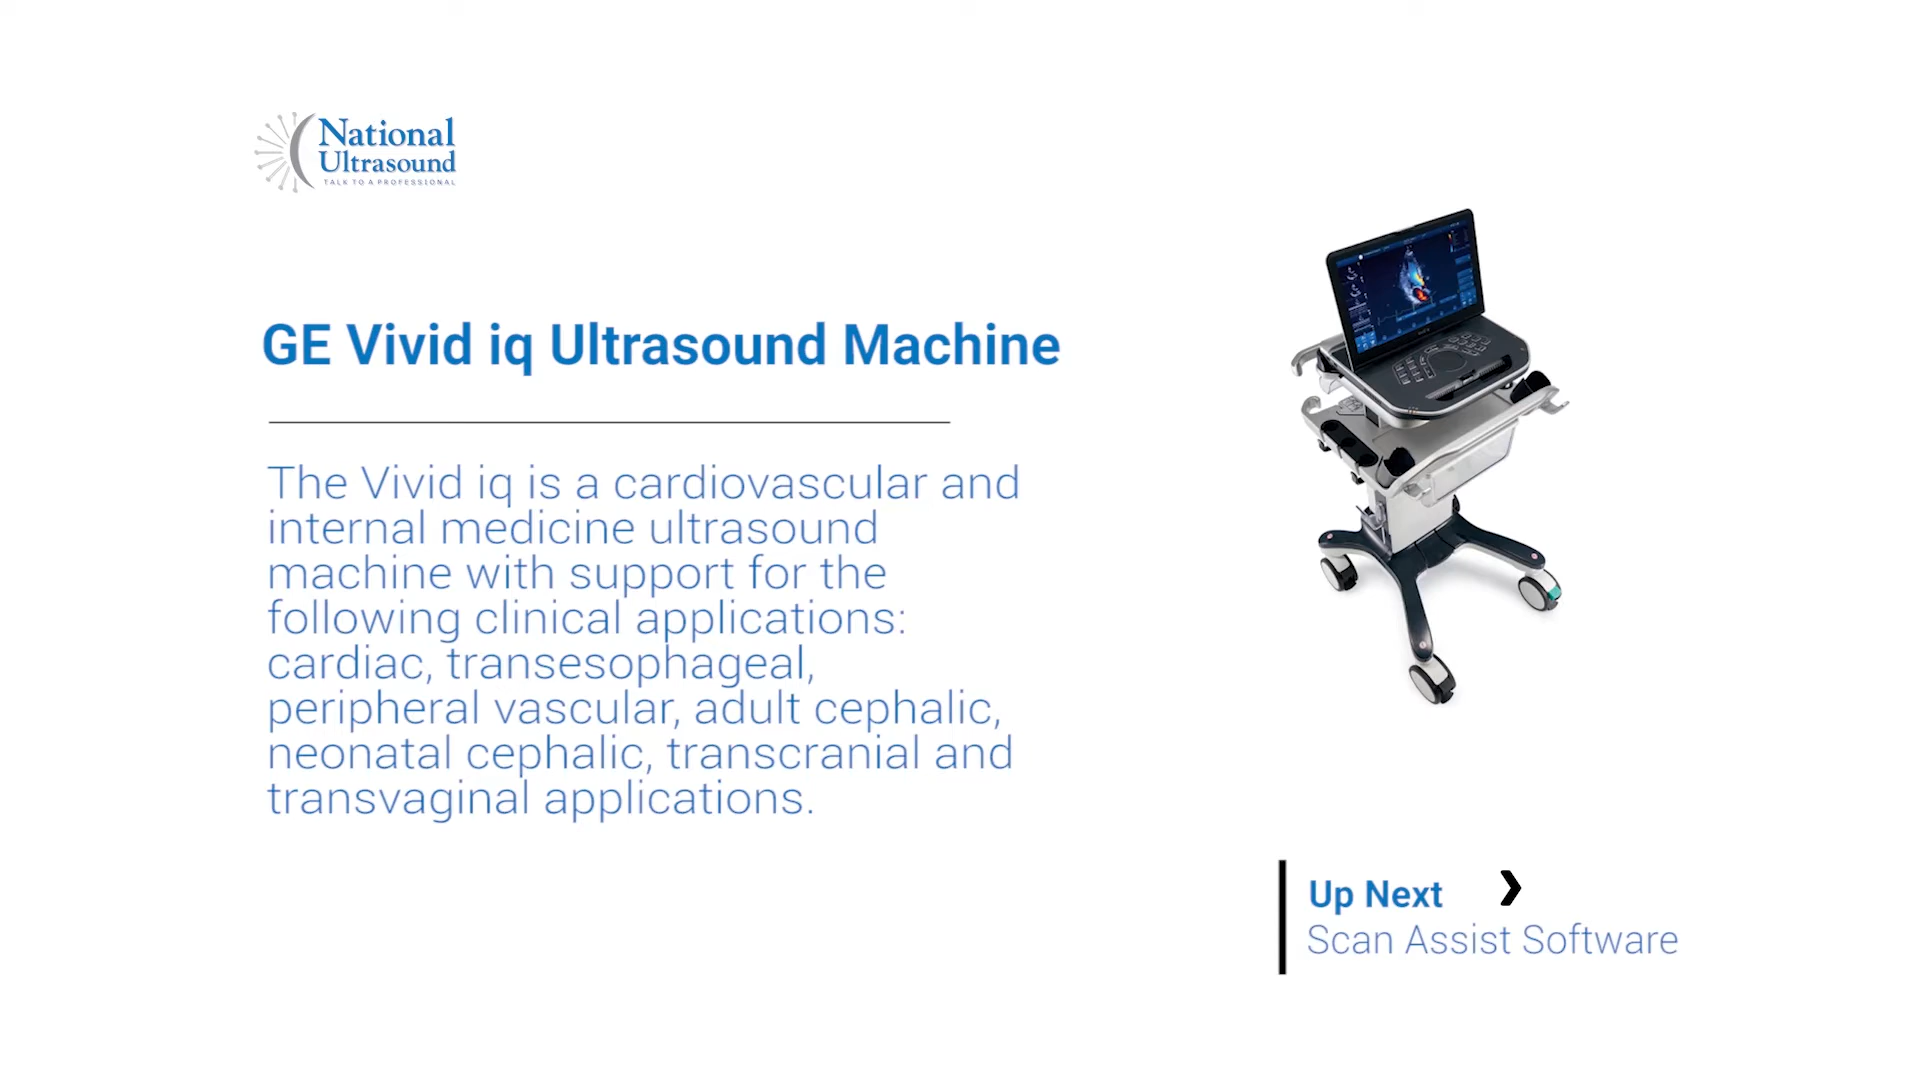 National
Ultrasound
TALK TO A PROFESSIONAL
GE Vivid iq Ultrasound Machine
The Vivid iq is a cardiovascular and
internal medicine ultrasound
machine with support for the
following clinical applications:
cardiac, transesophageal,
peripheral vascular, adult cephalic,
neonatal cephalic, transcranial and
transvaginal applications.
Up Next
Scan Assist Software